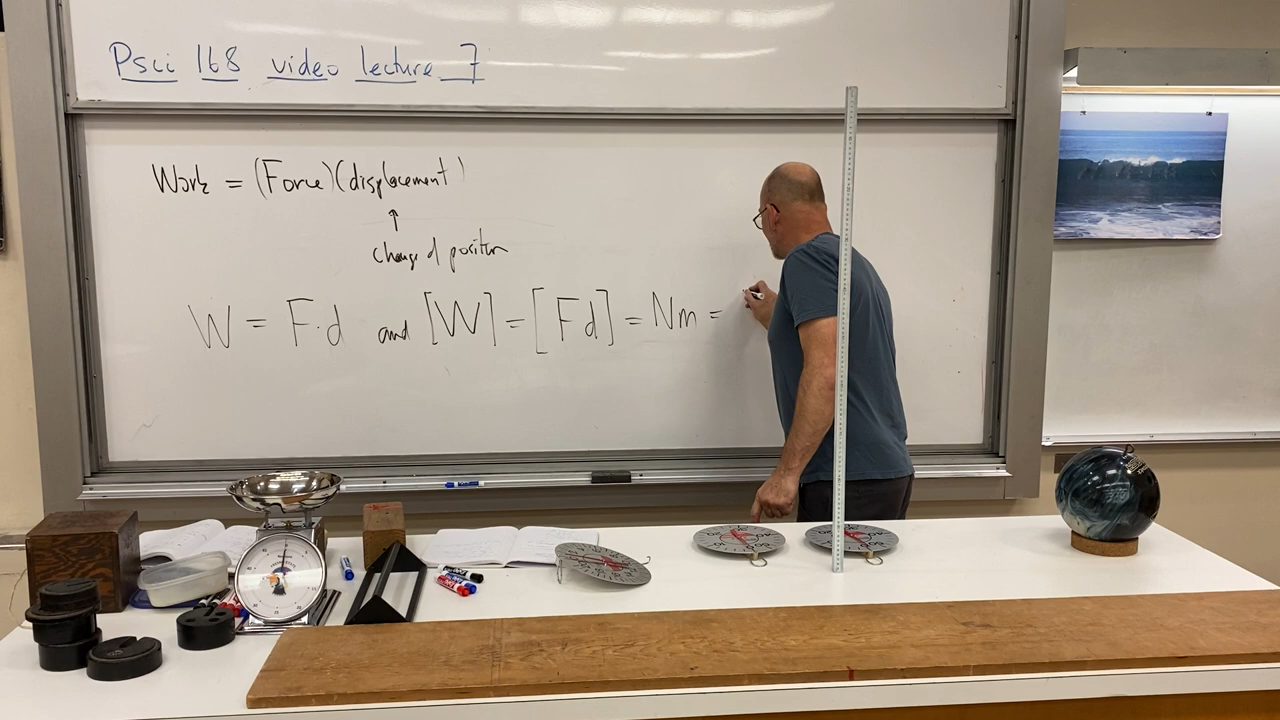 Psci 168 video lecture 7
Work = (Force)(displacement)
↑
change of position
W = F·d and [W] = [Fd] = Nm =